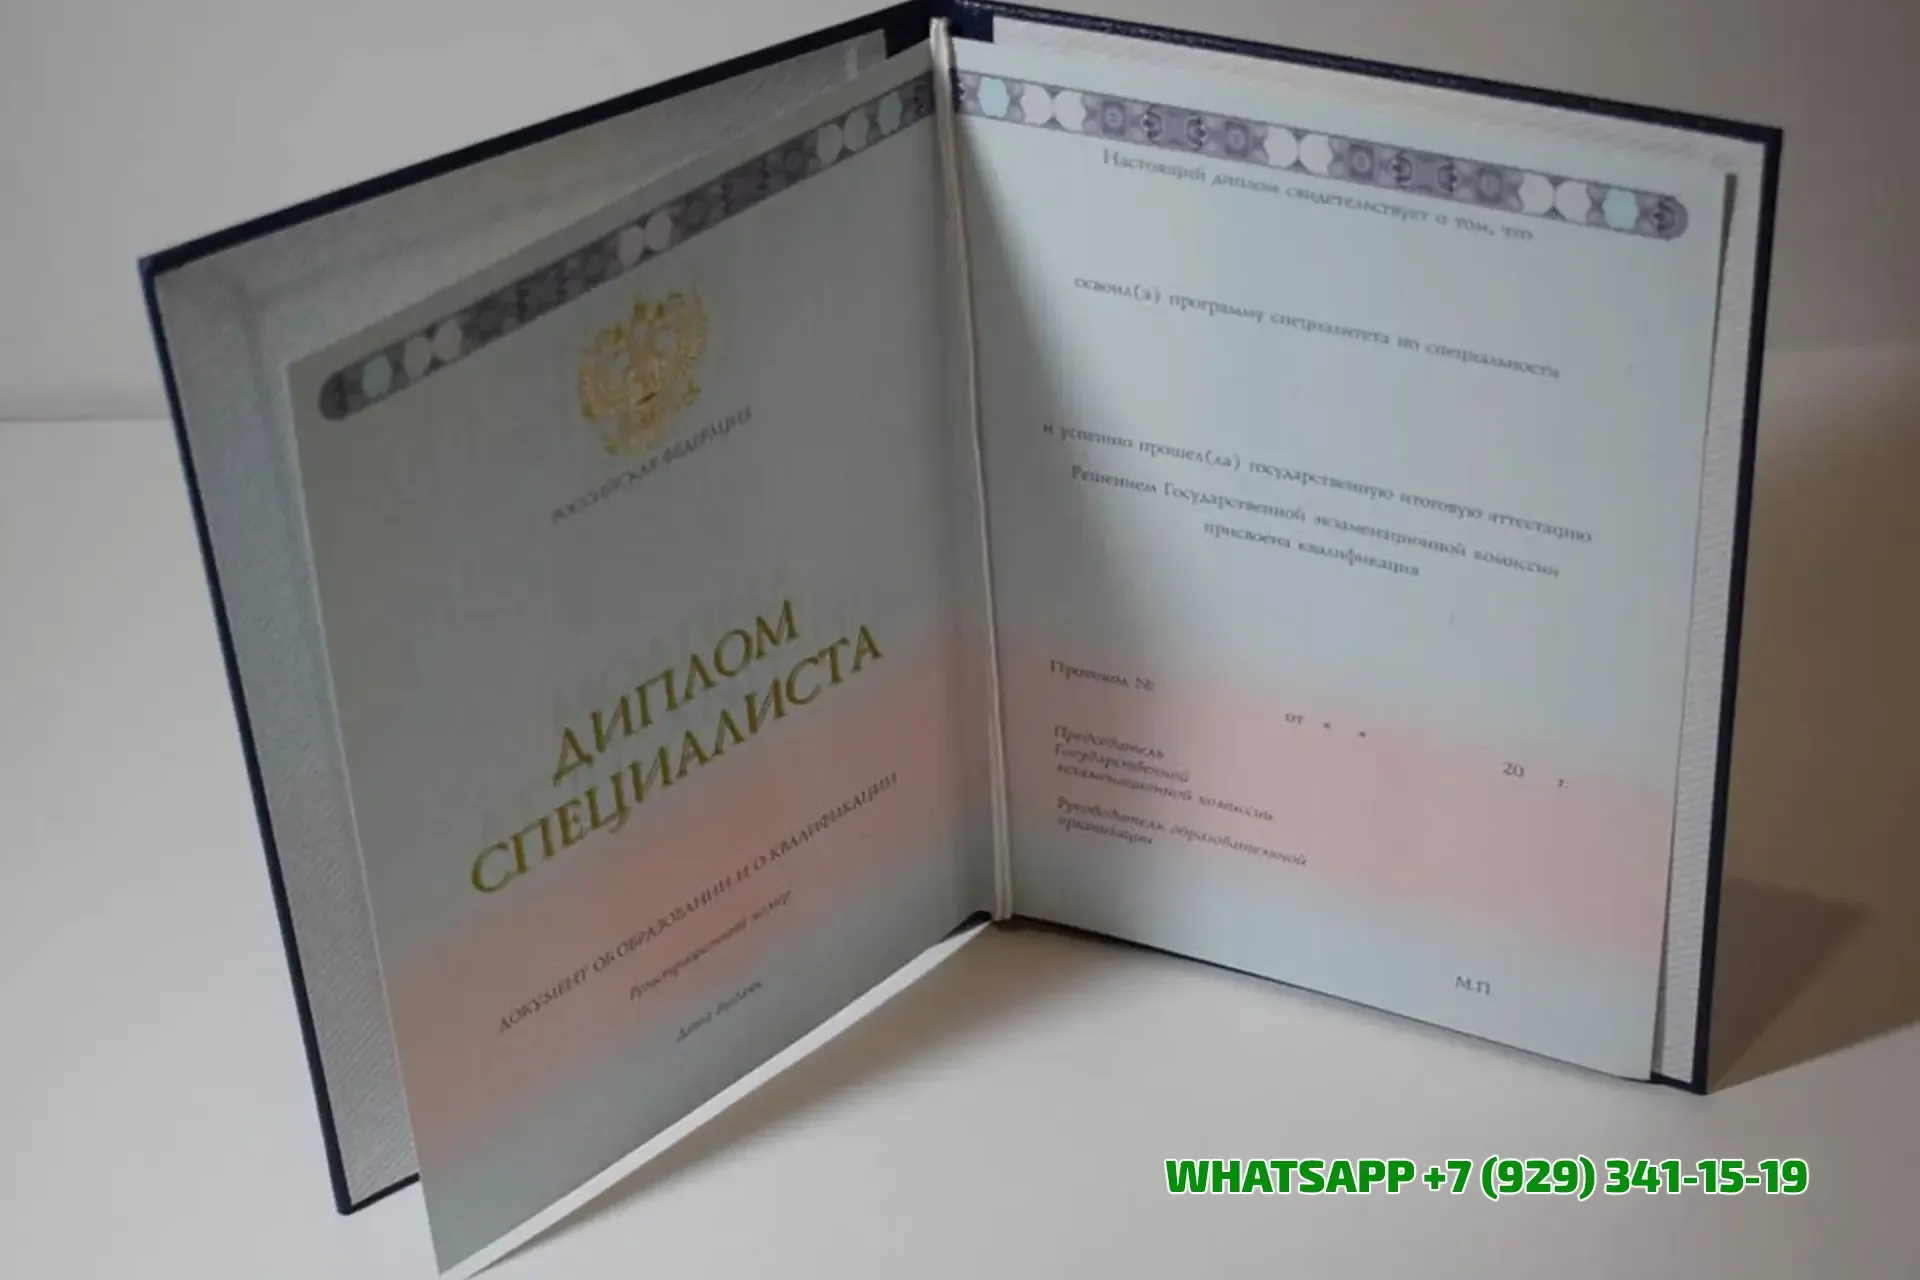 РОССИЙСКАЯ ФЕДЕРАЦИЯ
ДИПЛОМ
СПЕЦИАЛИСТА
ДОКУМЕНТ ОБ ОБРАЗОВАНИИ И О КВАЛИФИКАЦИИ
Регистрационный номер
Дата выдачи
Настоящий диплом свидетельствует о том, что
освоил(а) программу специалитета по специальности
и успешно прошел(ла) государственную итоговую аттестацию
Решением Государственной экзаменационной комиссии
присвоена квалификация
Протокол №
от « »
20 г.
Председатель
Государственной
экзаменационной комиссии
Руководитель образовательной
организации
М.П.
WHATSAPP +7 (929) 341-15-19